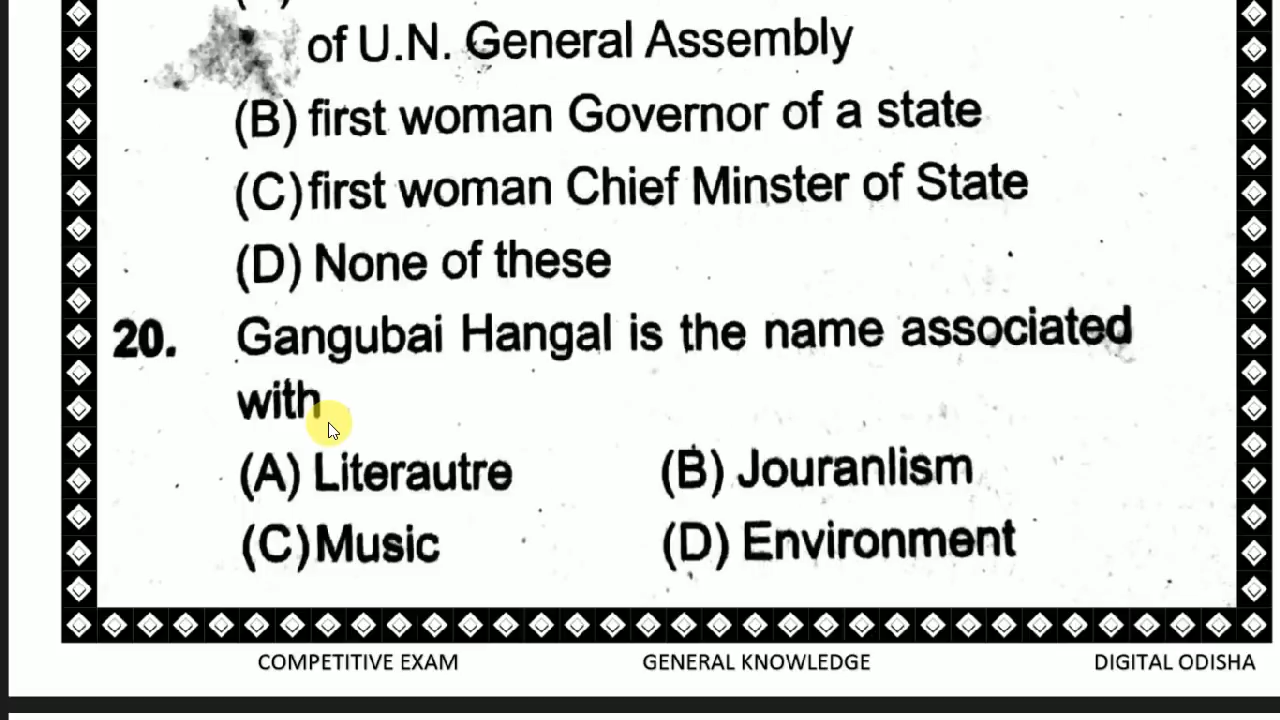 of U.N. General Assembly
(B) first woman Governor of a state
(C) first woman Chief Minster of State
(D) None of these
20. Gangubai Hangal is the name associated
with
(A) Literautre (B) Jouranlism
(C) Music (D) Environment
COMPETITIVE EXAM GENERAL KNOWLEDGE DIGITAL ODISHA